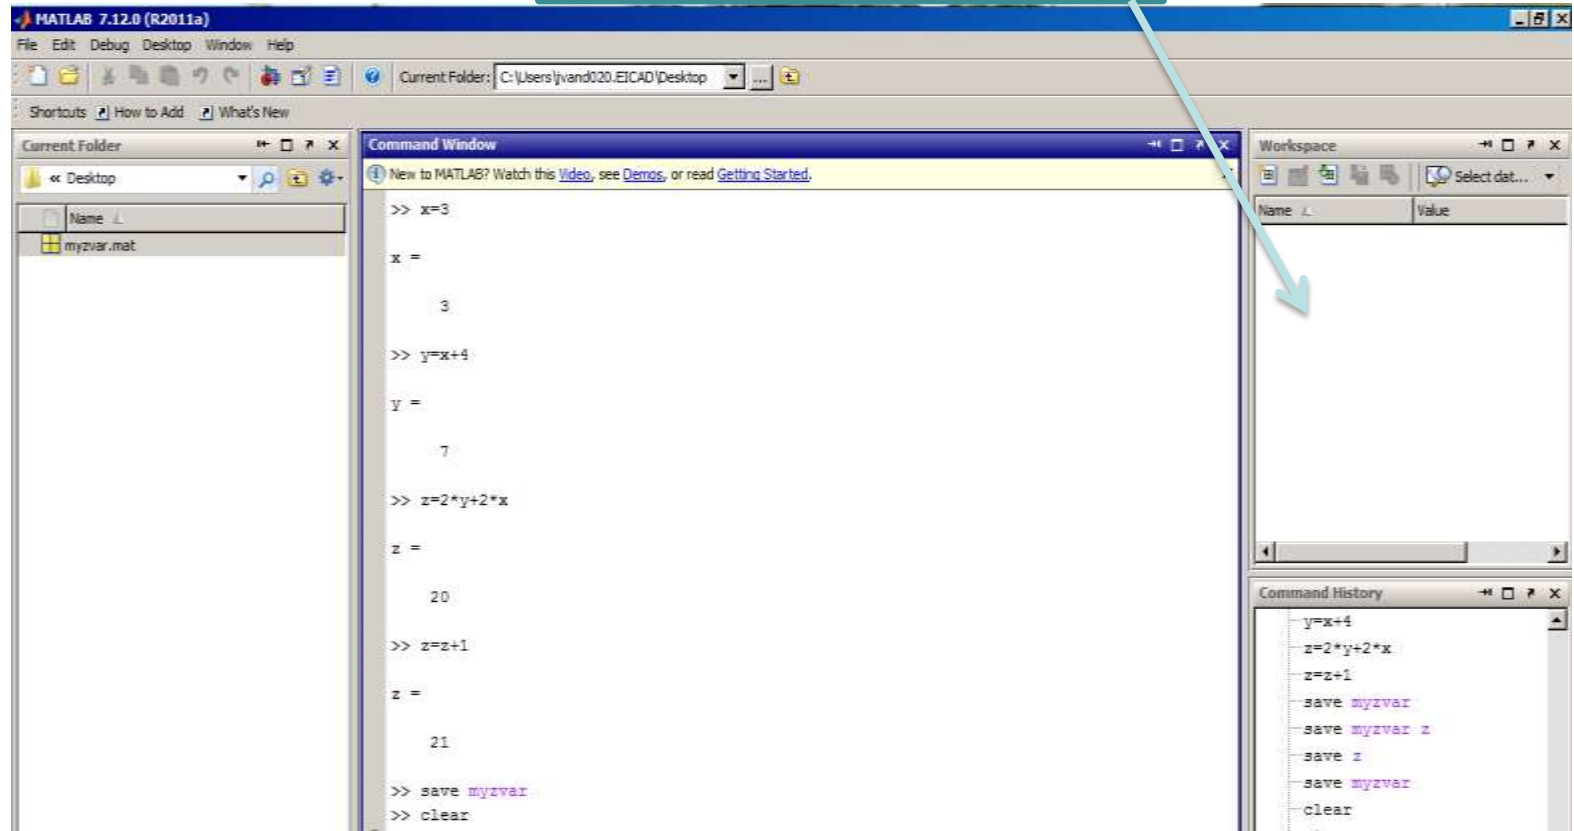 MATLAB 7.12.0 (R2011a)
File Edit Debug Desktop Window Help
Current Folder: C:\Users\jvand020.EICAD\Desktop ...
Shortcuts How to Add What's New
Current Folder
« Desktop
Name
myzvar.mat
Command Window
New to MATLAB? Watch this Video, see Demos, or read Getting Started.
>> x=3
x =
3
>> y=x+4
y =
7
>> z=2*y+2*x
z =
20
>> z=z+1
z =
21
>> save myzvar
>> clear
Workspace
Select dat...
Name Value
Command History
y=x+4
z=2*y+2*x
z=z+1
save myzvar
save myzvar z
save z
save myzvar
clear